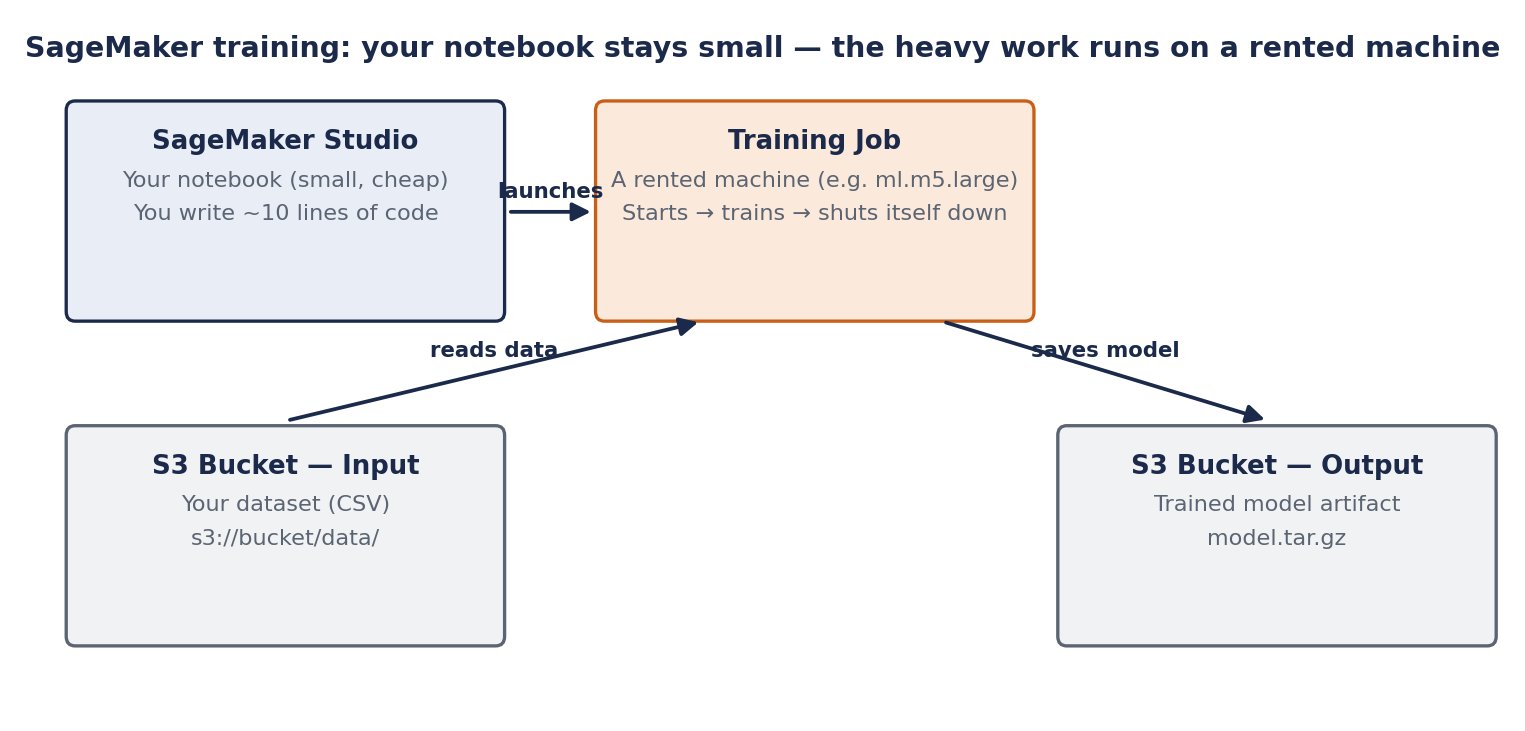 SageMaker training: your notebook stays small — the heavy work runs on a rented machine
SageMaker Studio
Your notebook (small, cheap)
You write ~10 lines of code
launches
Training Job
A rented machine (e.g. ml.m5.large)
Starts → trains → shuts itself down
reads data
saves model
S3 Bucket — Input
Your dataset (CSV)
s3://bucket/data/
S3 Bucket — Output
Trained model artifact
model.tar.gz